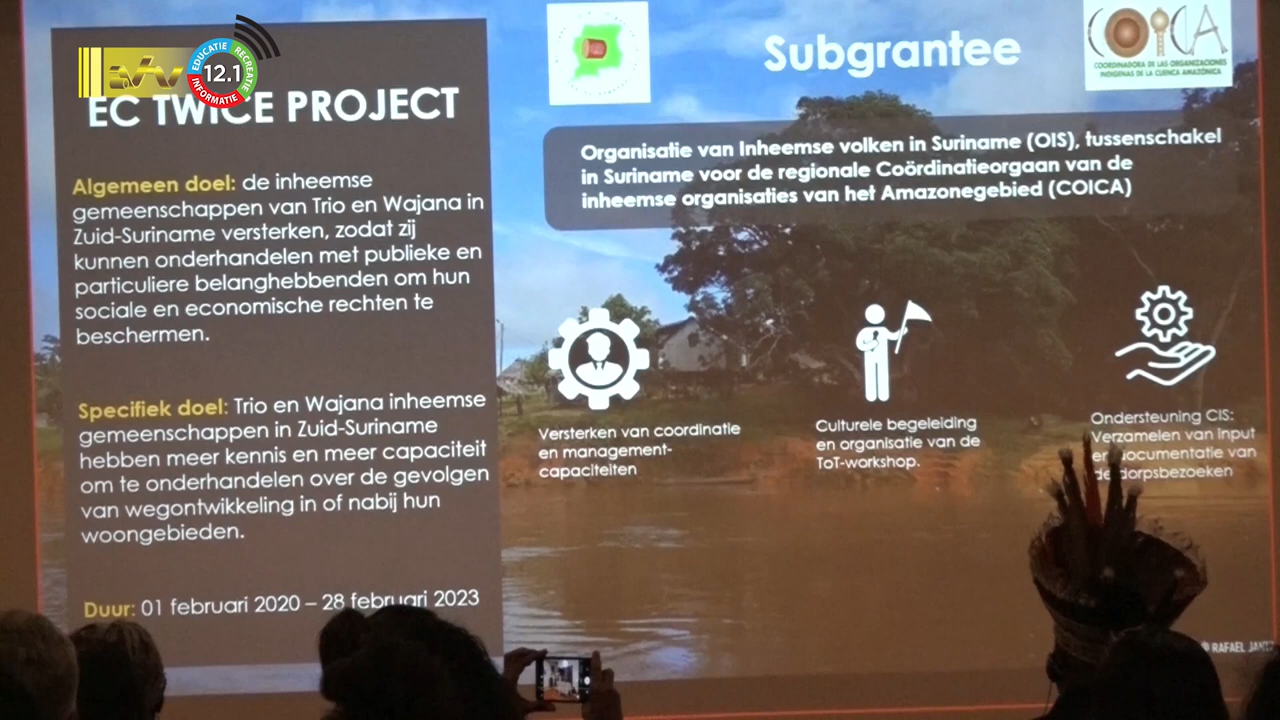 EDUCATIE
RECREATIE
INFORMATIE
12.1
EC TWICE PROJECT
Algemeen doel: de inheemse
gemeenschappen van Trio en Wajana in
Zuid-Suriname versterken, zodat zij
kunnen onderhandelen met publieke en
particuliere belanghebbenden om hun
sociale en economische rechten te
beschermen.
Specifiek doel: Trio en Wajana inheemse
gemeenschappen in Zuid-Suriname
hebben meer kennis en meer capaciteit
om te onderhandelen over de gevolgen
van wegontwikkeling in of nabij hun
woongebieden.
Duur: 01 februari 2020 – 28 februari 2023
Subgrantee
COICA
COORDINADORA DE LAS ORGANIZACIONES
INDIGENAS DE LA CUENCA AMAZÓNICA
Organisatie van Inheemse volken in Suriname (OIS), tussenschakel
in Suriname voor de regionale Coördinatieorgaan van de
inheemse organisaties van het Amazonegebied (COICA)
Versterken van coordinatie
en management-
capaciteiten
Culturele begeleiding
en organisatie van de
ToT-workshop.
Ondersteuning CIS:
Verzamelen van input
en documentatie van
de dorpsbezoeken
© RAFAEL